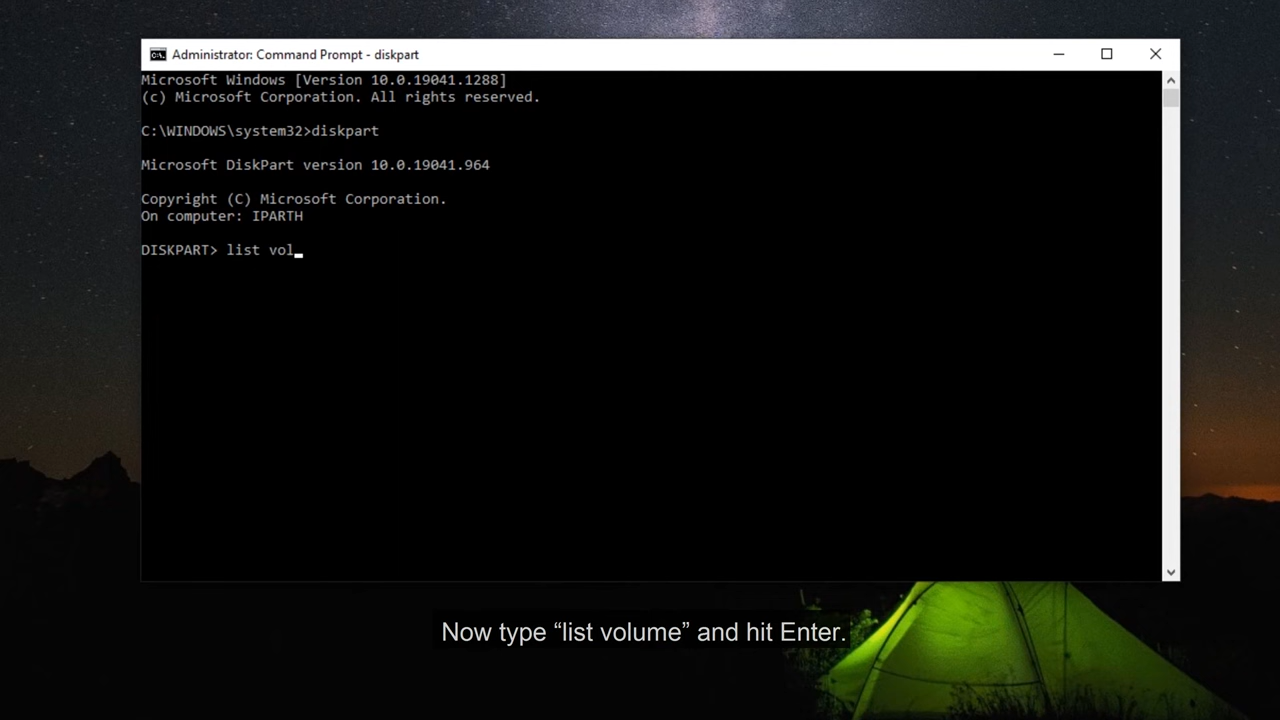 Administrator: Command Prompt - diskpart
Microsoft Windows [Version 10.0.19041.1288]
(c) Microsoft Corporation. All rights reserved.
C:\WINDOWS\system32>diskpart
Microsoft DiskPart version 10.0.19041.964
Copyright (C) Microsoft Corporation.
On computer: IPARTH
DISKPART> list vol
Now type “list volume” and hit Enter.